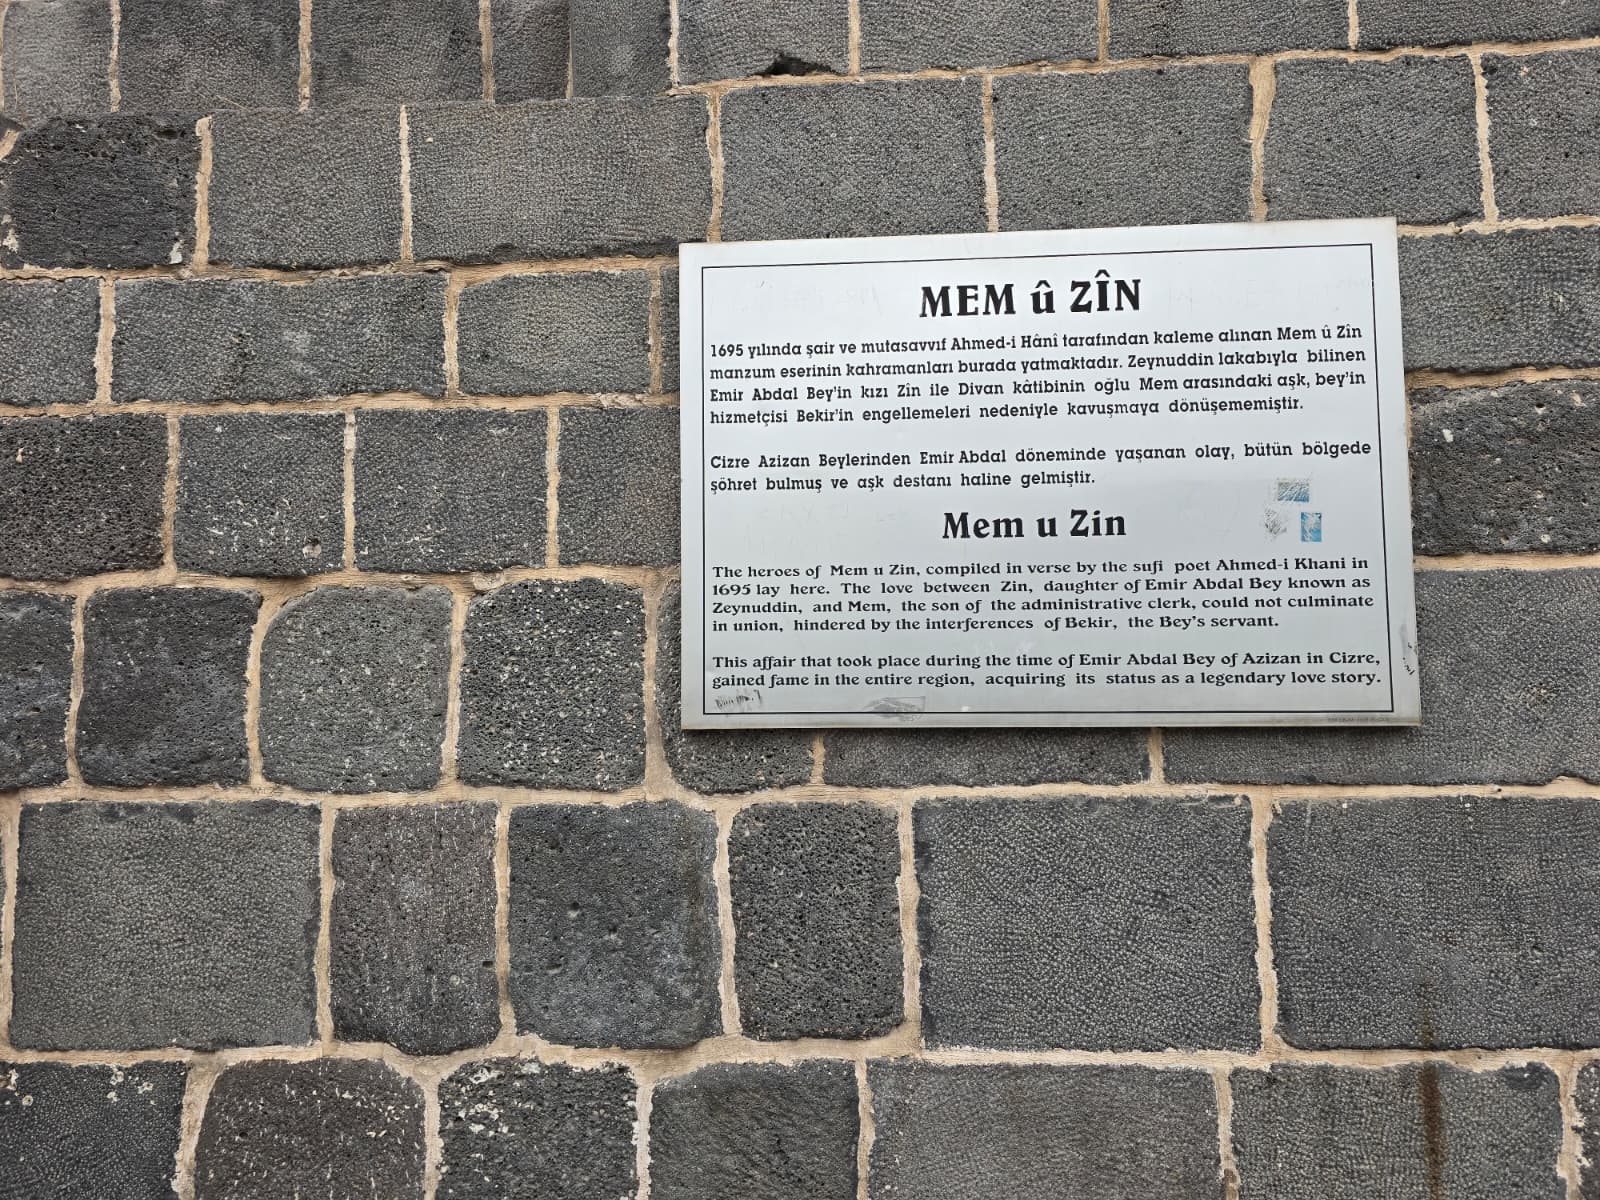 MEM û ZÎN
1695 yılında şair ve mutasavvıf Ahmed-i Hânî tarafından kaleme alınan Mem û Zîn
manzum eserinin kahramanları burada yatmaktadır. Zeynuddin lakabıyla bilinen
Emir Abdal Bey'in kızı Zîn ile Divan kâtibinin oğlu Mem arasındaki aşk, bey'in
hizmetçisi Bekir'in engellemeleri nedeniyle kavuşmaya dönüşememiştir.
Cizre Azizan Beylerinden Emir Abdal döneminde yaşanan olay, bütün bölgede
şöhret bulmuş ve aşk destanı haline gelmiştir.
Mem u Zin
The heroes of Mem u Zin, compiled in verse by the sufi poet Ahmed-i Khani in
1695 lay here. The love between Zin, daughter of Emir Abdal Bey known as
Zeynuddin, and Mem, the son of the administrative clerk, could not culminate
in union, hindered by the interferences of Bekir, the Bey's servant.
This affair that took place during the time of Emir Abdal Bey of Azizan in Cizre,
gained fame in the entire region, acquiring its status as a legendary love story.